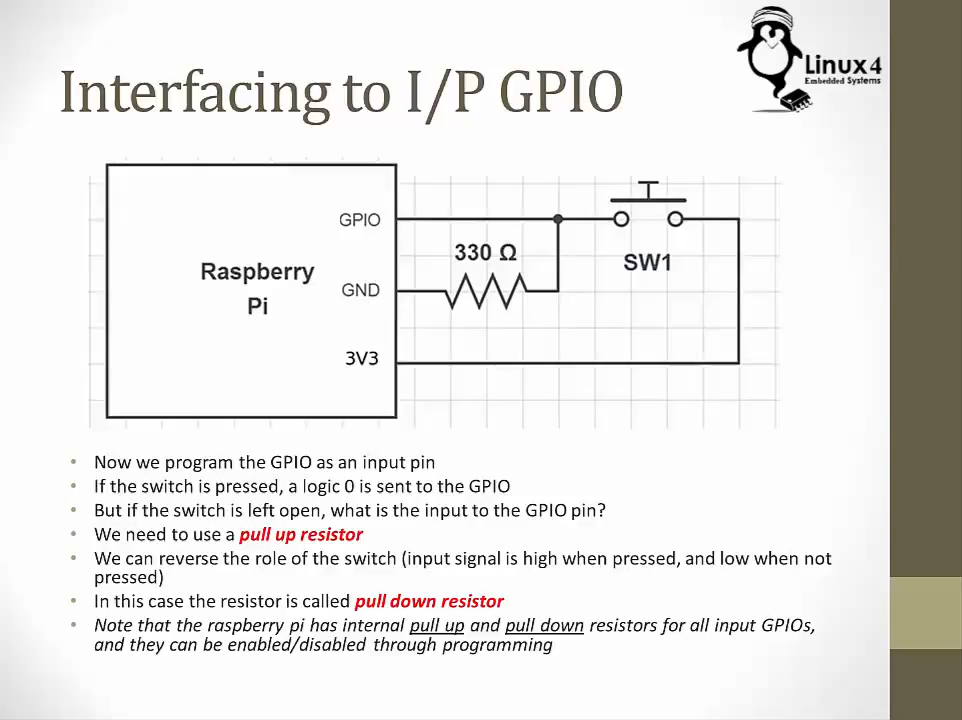 Linux4
Embedded Systems
Interfacing to I/P GPIO
GPIO
330 Ω
SW1
Raspberry
Pi
GND
3V3
• Now we program the GPIO as an input pin
• If the switch is pressed, a logic 0 is sent to the GPIO
• But if the switch is left open, what is the input to the GPIO pin?
• We need to use a pull up resistor
• We can reverse the role of the switch (input signal is high when pressed, and low when not
pressed)
• In this case the resistor is called pull down resistor
• Note that the raspberry pi has internal pull up and pull down resistors for all input GPIOs,
and they can be enabled/disabled through programming